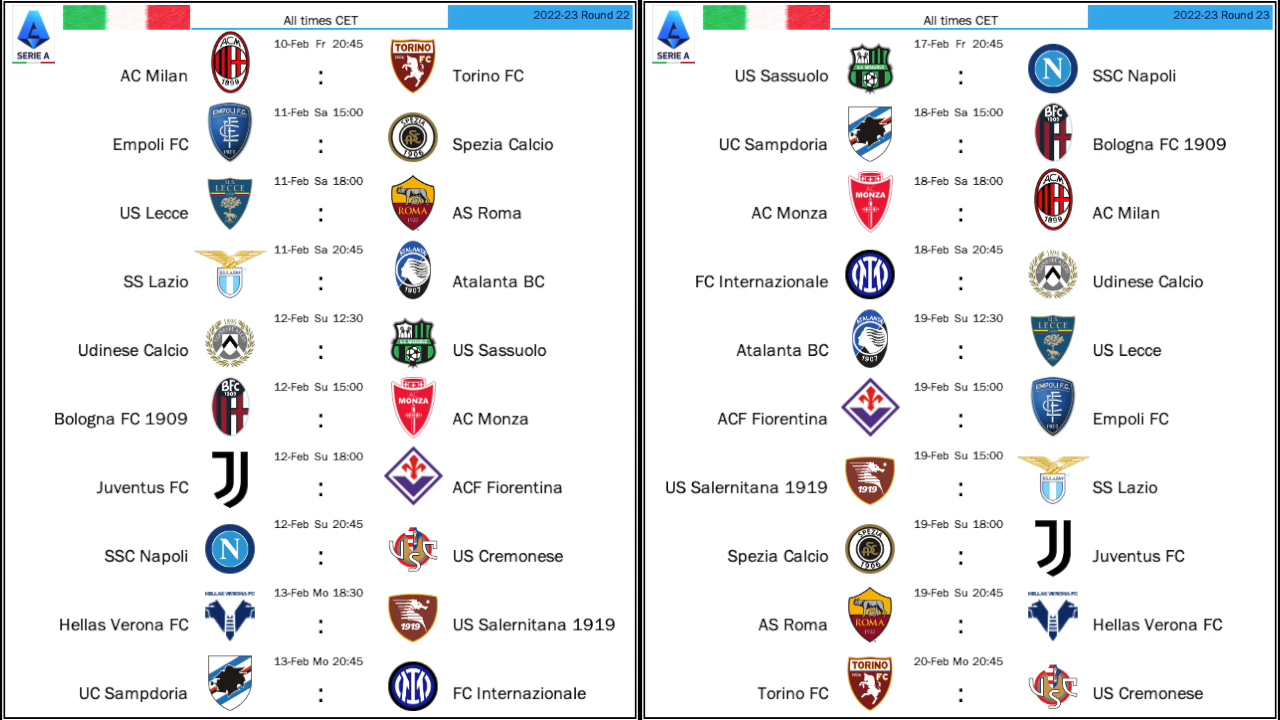 SERIE A
All times CET
2022-23 Round 22
10-Feb Fr 20:45
AC Milan : Torino FC
11-Feb Sa 15:00
Empoli FC : Spezia Calcio
11-Feb Sa 18:00
US Lecce : AS Roma
11-Feb Sa 20:45
SS Lazio : Atalanta BC
12-Feb Su 12:30
Udinese Calcio : US Sassuolo
12-Feb Su 15:00
Bologna FC 1909 : AC Monza
12-Feb Su 18:00
Juventus FC : ACF Fiorentina
12-Feb Su 20:45
SSC Napoli : US Cremonese
13-Feb Mo 18:30
Hellas Verona FC : US Salernitana 1919
13-Feb Mo 20:45
UC Sampdoria : FC Internazionale
SERIE A
All times CET
2022-23 Round 23
17-Feb Fr 20:45
US Sassuolo : SSC Napoli
18-Feb Sa 15:00
UC Sampdoria : Bologna FC 1909
18-Feb Sa 18:00
AC Monza : AC Milan
18-Feb Sa 20:45
FC Internazionale : Udinese Calcio
19-Feb Su 12:30
Atalanta BC : US Lecce
19-Feb Su 15:00
ACF Fiorentina : Empoli FC
19-Feb Su 15:00
US Salernitana 1919 : SS Lazio
19-Feb Su 18:00
Spezia Calcio : Juventus FC
19-Feb Su 20:45
AS Roma : Hellas Verona FC
20-Feb Mo 20:45
Torino FC : US Cremonese